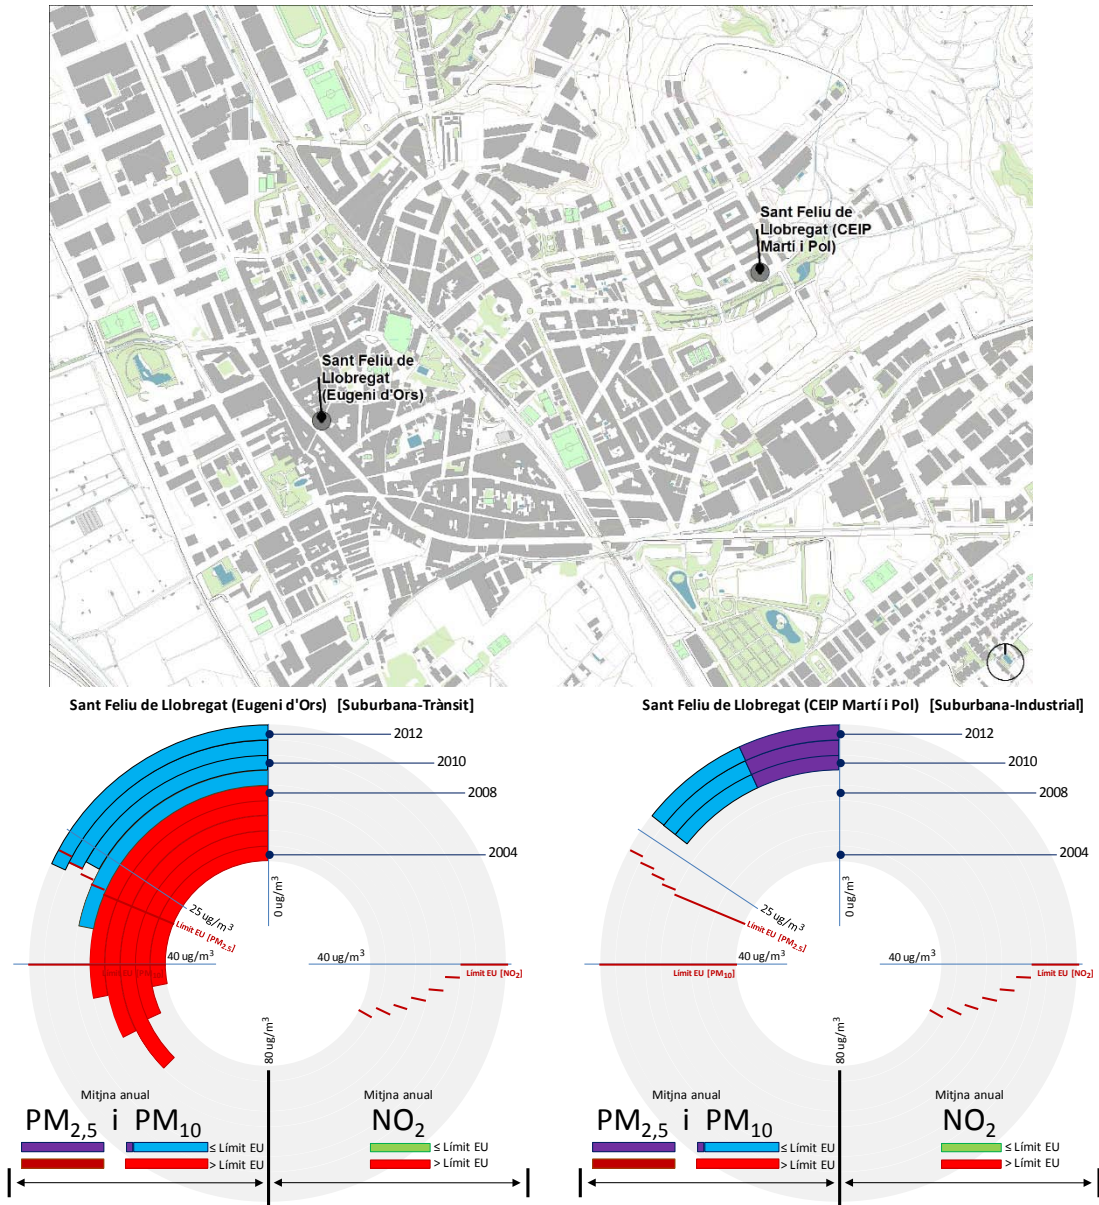 Sant Feliu de
Llobregat (CEIP
Martí i Pol)
Sant Feliu de
Llobregat
(Eugeni d'Ors)
Sant Feliu de Llobregat (Eugeni d'Ors) [Suburbana-Trànsit]
2012
2010
2008
2004
0 ug/m³
25 ug/m³
Límit EU [PM₂,₅]
40 ug/m³
Límit EU [PM₁₀]
40 ug/m³
Límit EU [NO₂]
80 ug/m³
Mitjna anual
PM₂,₅ i PM₁₀
≤ Límit EU
> Límit EU
Mitjna anual
NO₂
≤ Límit EU
> Límit EU
Sant Feliu de Llobregat (CEIP Martí i Pol) [Suburbana-Industrial]
2012
2010
2008
2004
0 ug/m³
25 ug/m³
Límit EU [PM₂,₅]
40 ug/m³
Límit EU [PM₁₀]
40 ug/m³
Límit EU [NO₂]
80 ug/m³
Mitjna anual
PM₂,₅ i PM₁₀
≤ Límit EU
> Límit EU
Mitjna anual
NO₂
≤ Límit EU
> Límit EU